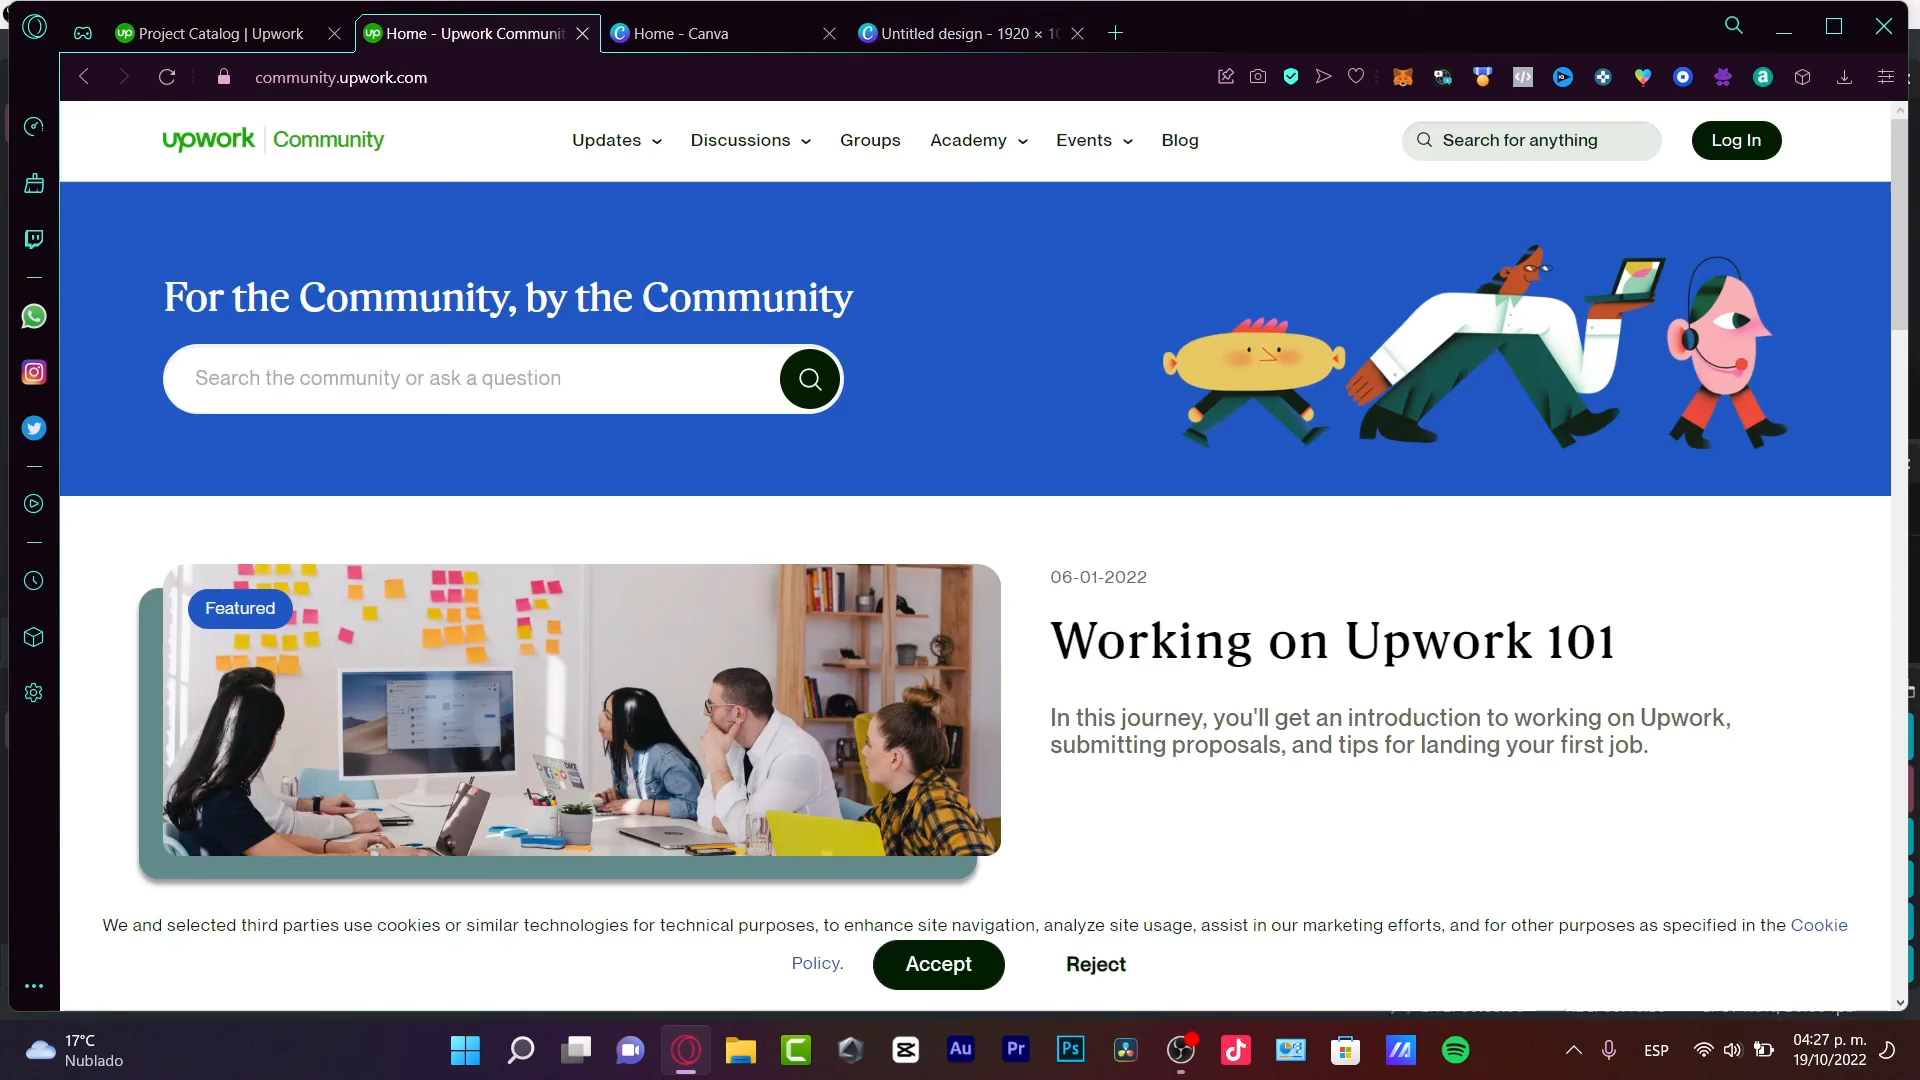 Project Catalog | Upwork
Home - Upwork Communit
Home - Canva
Untitled design - 1920 × 10
community.upwork.com
upwork Community
Updates
Discussions
Groups
Academy
Events
Blog
Search for anything
Log In
For the Community, by the Community
Search the community or ask a question
Featured
06-01-2022
Working on Upwork 101
In this journey, you'll get an introduction to working on Upwork,
submitting proposals, and tips for landing your first job.
We and selected third parties use cookies or similar technologies for technical purposes, to enhance site navigation, analyze site usage, assist in our marketing efforts, and for other purposes as specified in the Cookie
Policy.
Accept
Reject
17°C
Nublado
Au
Pr
Ps
ESP
04:27 p. m.
19/10/2022